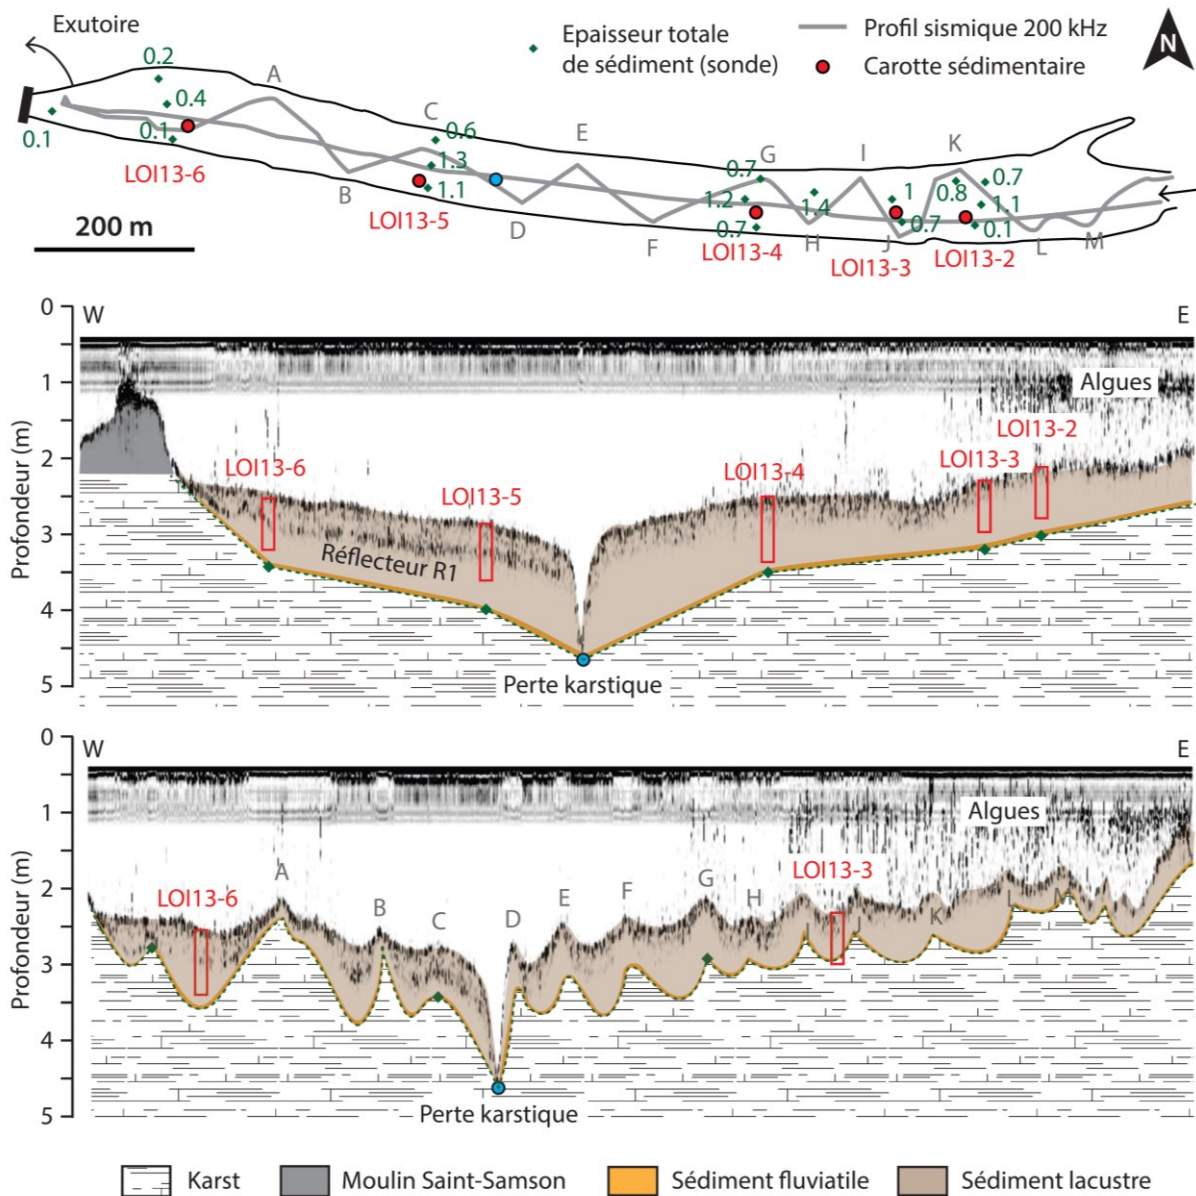 Exutoire
Epaisseur totale
de sédiment (sonde)
Profil sismique 200 kHz
Carotte sédimentaire
N
0.2
A
0.4
0.1
0.1
LOI13-6
B
C
0.6
1.3
1.1
LOI13-5
D
E
F
G
0.7
1.2
0.7
LOI13-4
1.4
H
I
1
0.7
J
LOI13-3
K
0.8
0.7
1.1
0.1
LOI13-2
L
M
200 m
Profondeur (m)
0
1
2
3
4
5
W
E
Algues
LOI13-6
LOI13-5
LOI13-4
LOI13-3
LOI13-2
Réflecteur R1
Perte karstique
Profondeur (m)
0
1
2
3
4
5
W
E
Algues
LOI13-6
A
B
C
D
E
F
G
H
I
LOI13-3
J
K
L
M
Perte karstique
Karst
Moulin Saint-Samson
Sédiment fluviatile
Sédiment lacustre